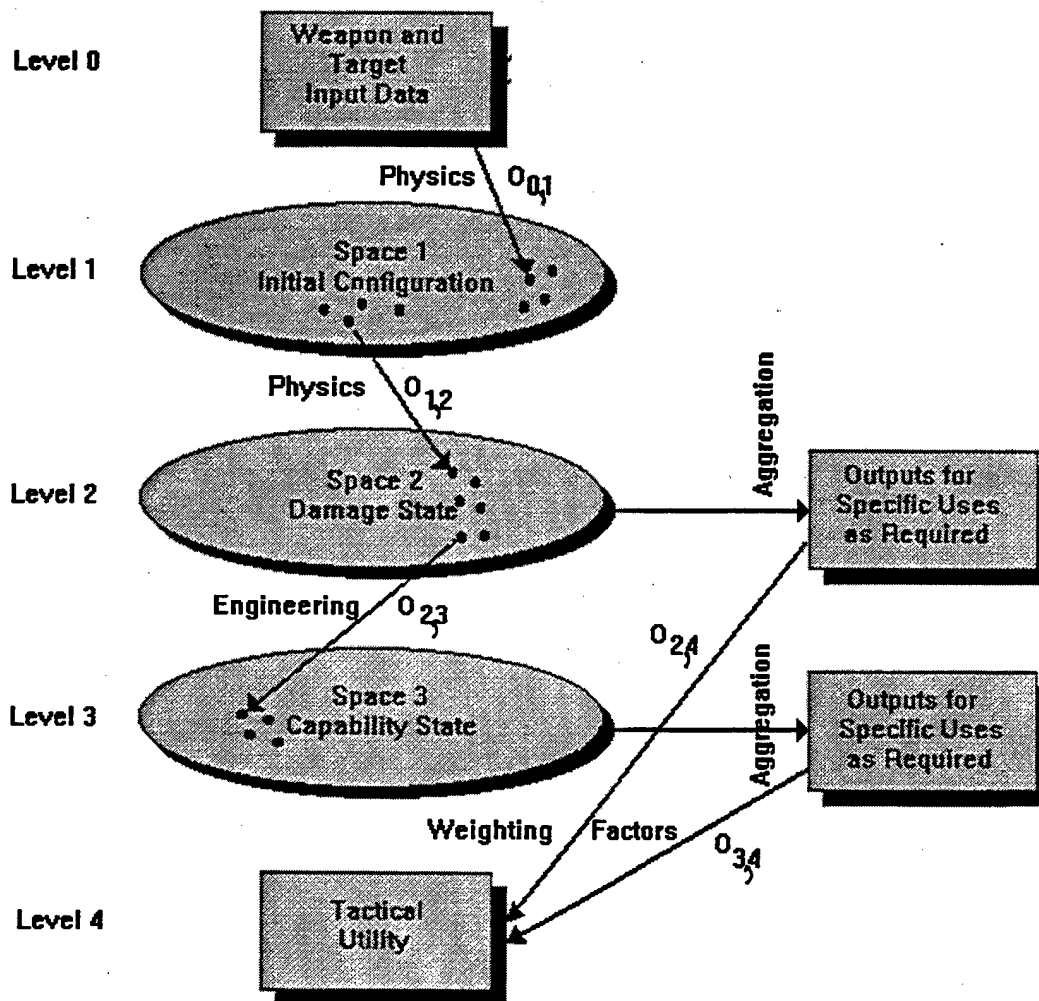 Level 0
Weapon and
Target
Input Data
Physics
O0,1
Level 1
Space 1
Initial Configuration
Physics
O1,2
Level 2
Space 2
Damage State
Aggregation
Outputs for
Specific Uses
as Required
Engineering
O2,3
O2,4
Level 3
Space 3
Capability State
Aggregation
Outputs for
Specific Uses
as Required
Weighting Factors
O3,4
Level 4
Tactical
Utility